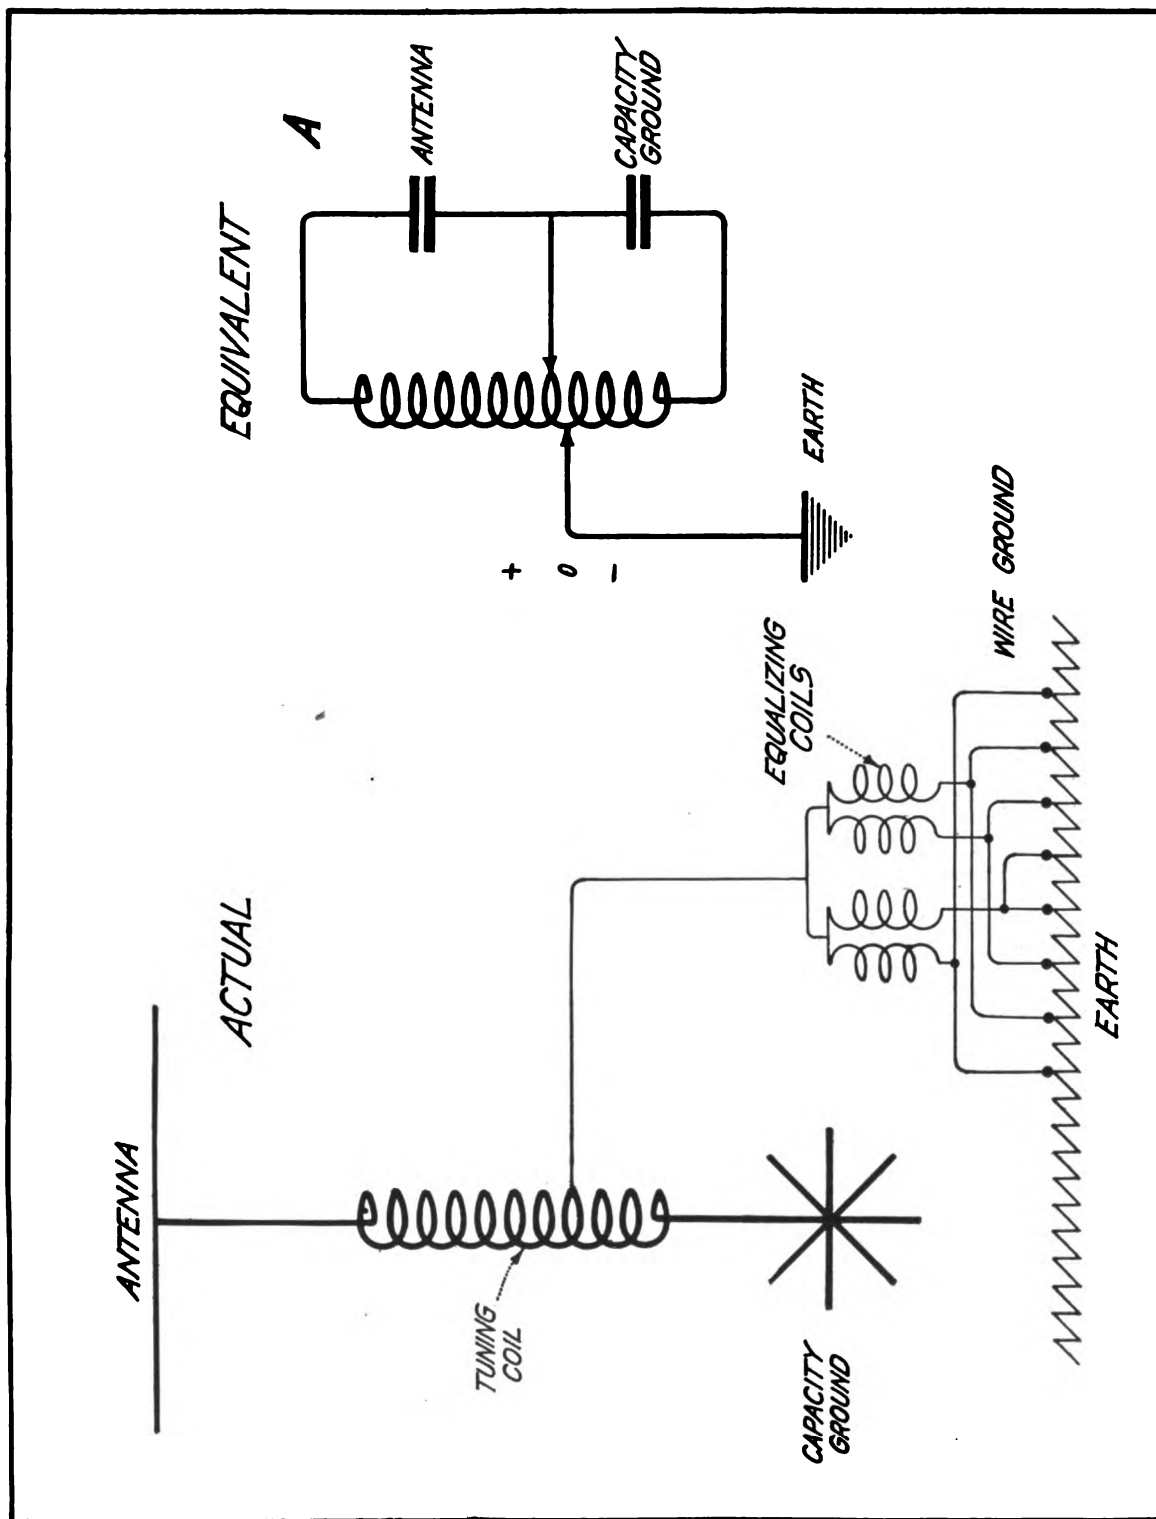 ANTENNA
ACTUAL
TUNING
COIL
CAPACITY
GROUND
EQUALIZING
COILS
WIRE GROUND
EARTH
EQUIVALENT
A
ANTENNA
CAPACITY
GROUND
+
0
–
EARTH